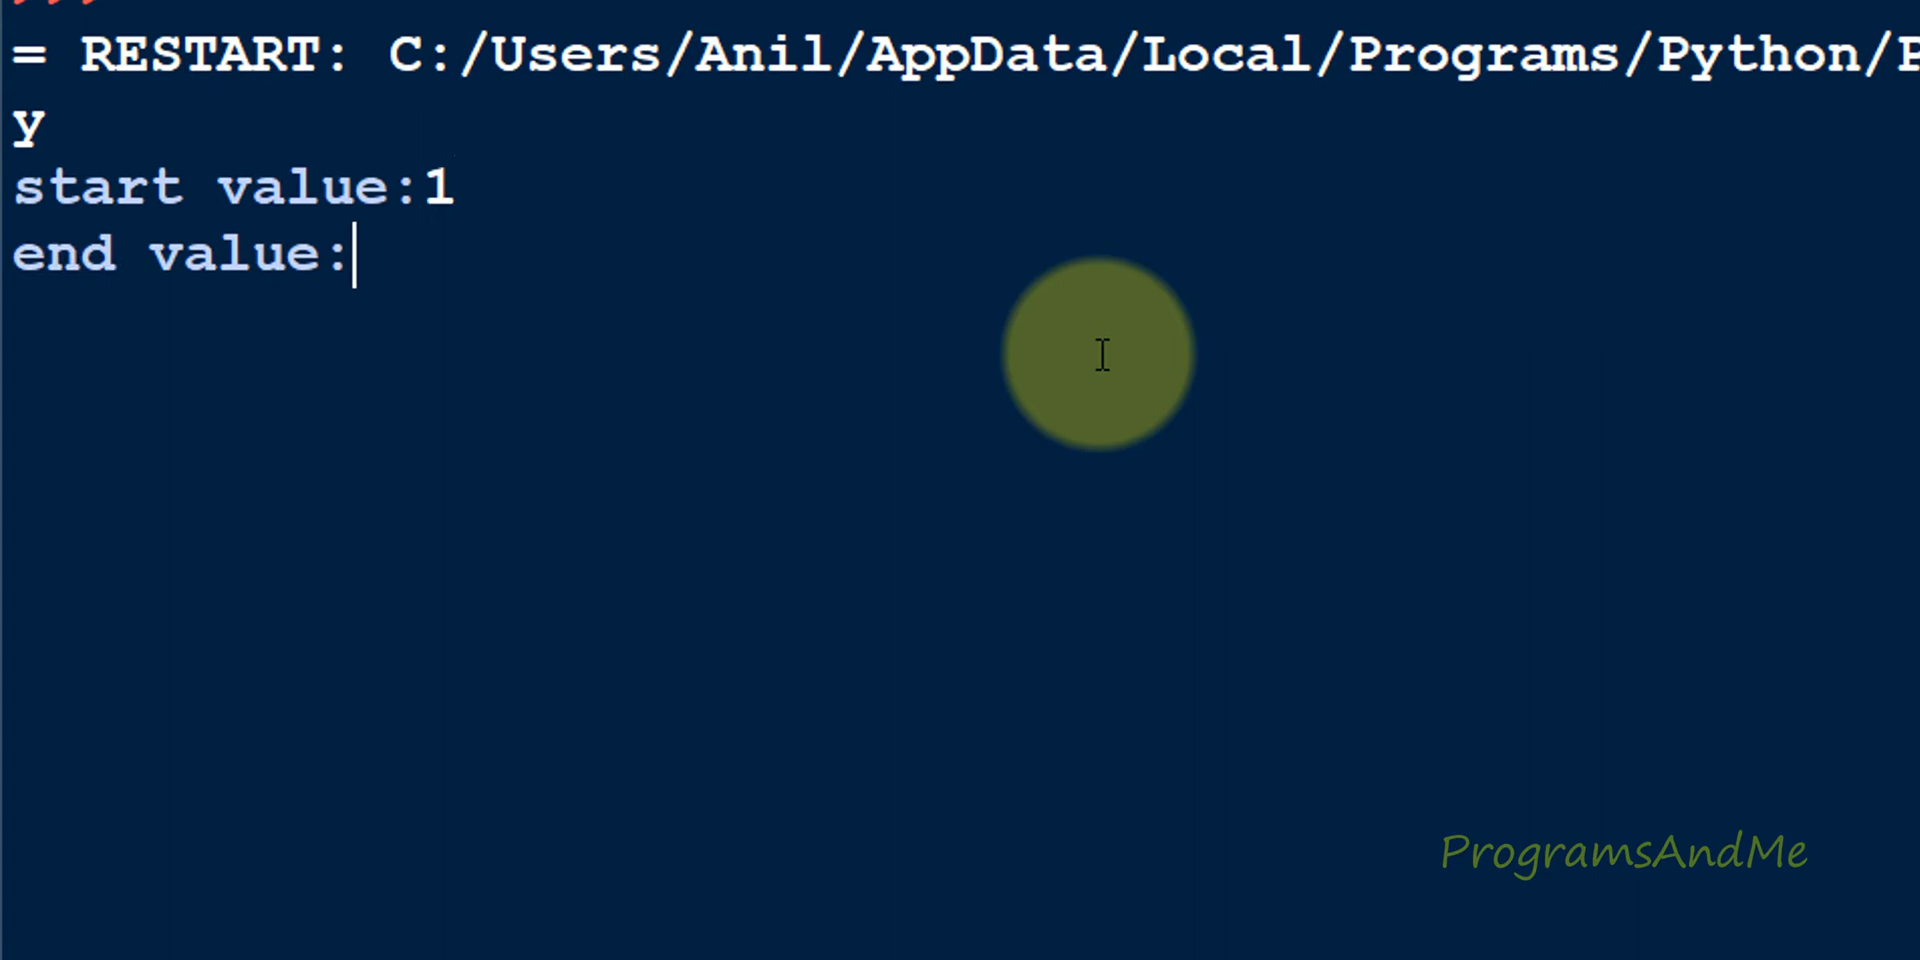 = RESTART: C:/Users/Anil/AppData/Local/Programs/Python/P
y
start value:1
end value:
ProgramsAndMe